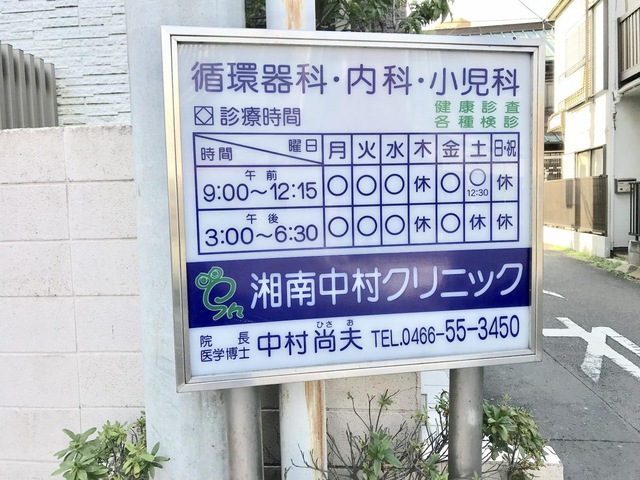 循環器科・内科・小児科
診療時間
健康診査
各種検診
時間 曜日 月 火 水 木 金 土 日・祝
午前
9:00〜12:15 ○ ○ ○ 休 ○ ○ 12:30 休
午後
3:00〜6:30 ○ ○ ○ 休 ○ 休 休
湘南中村クリニック
院長
医学博士 中村尚夫 TEL.0466-55-3450
ひさ お